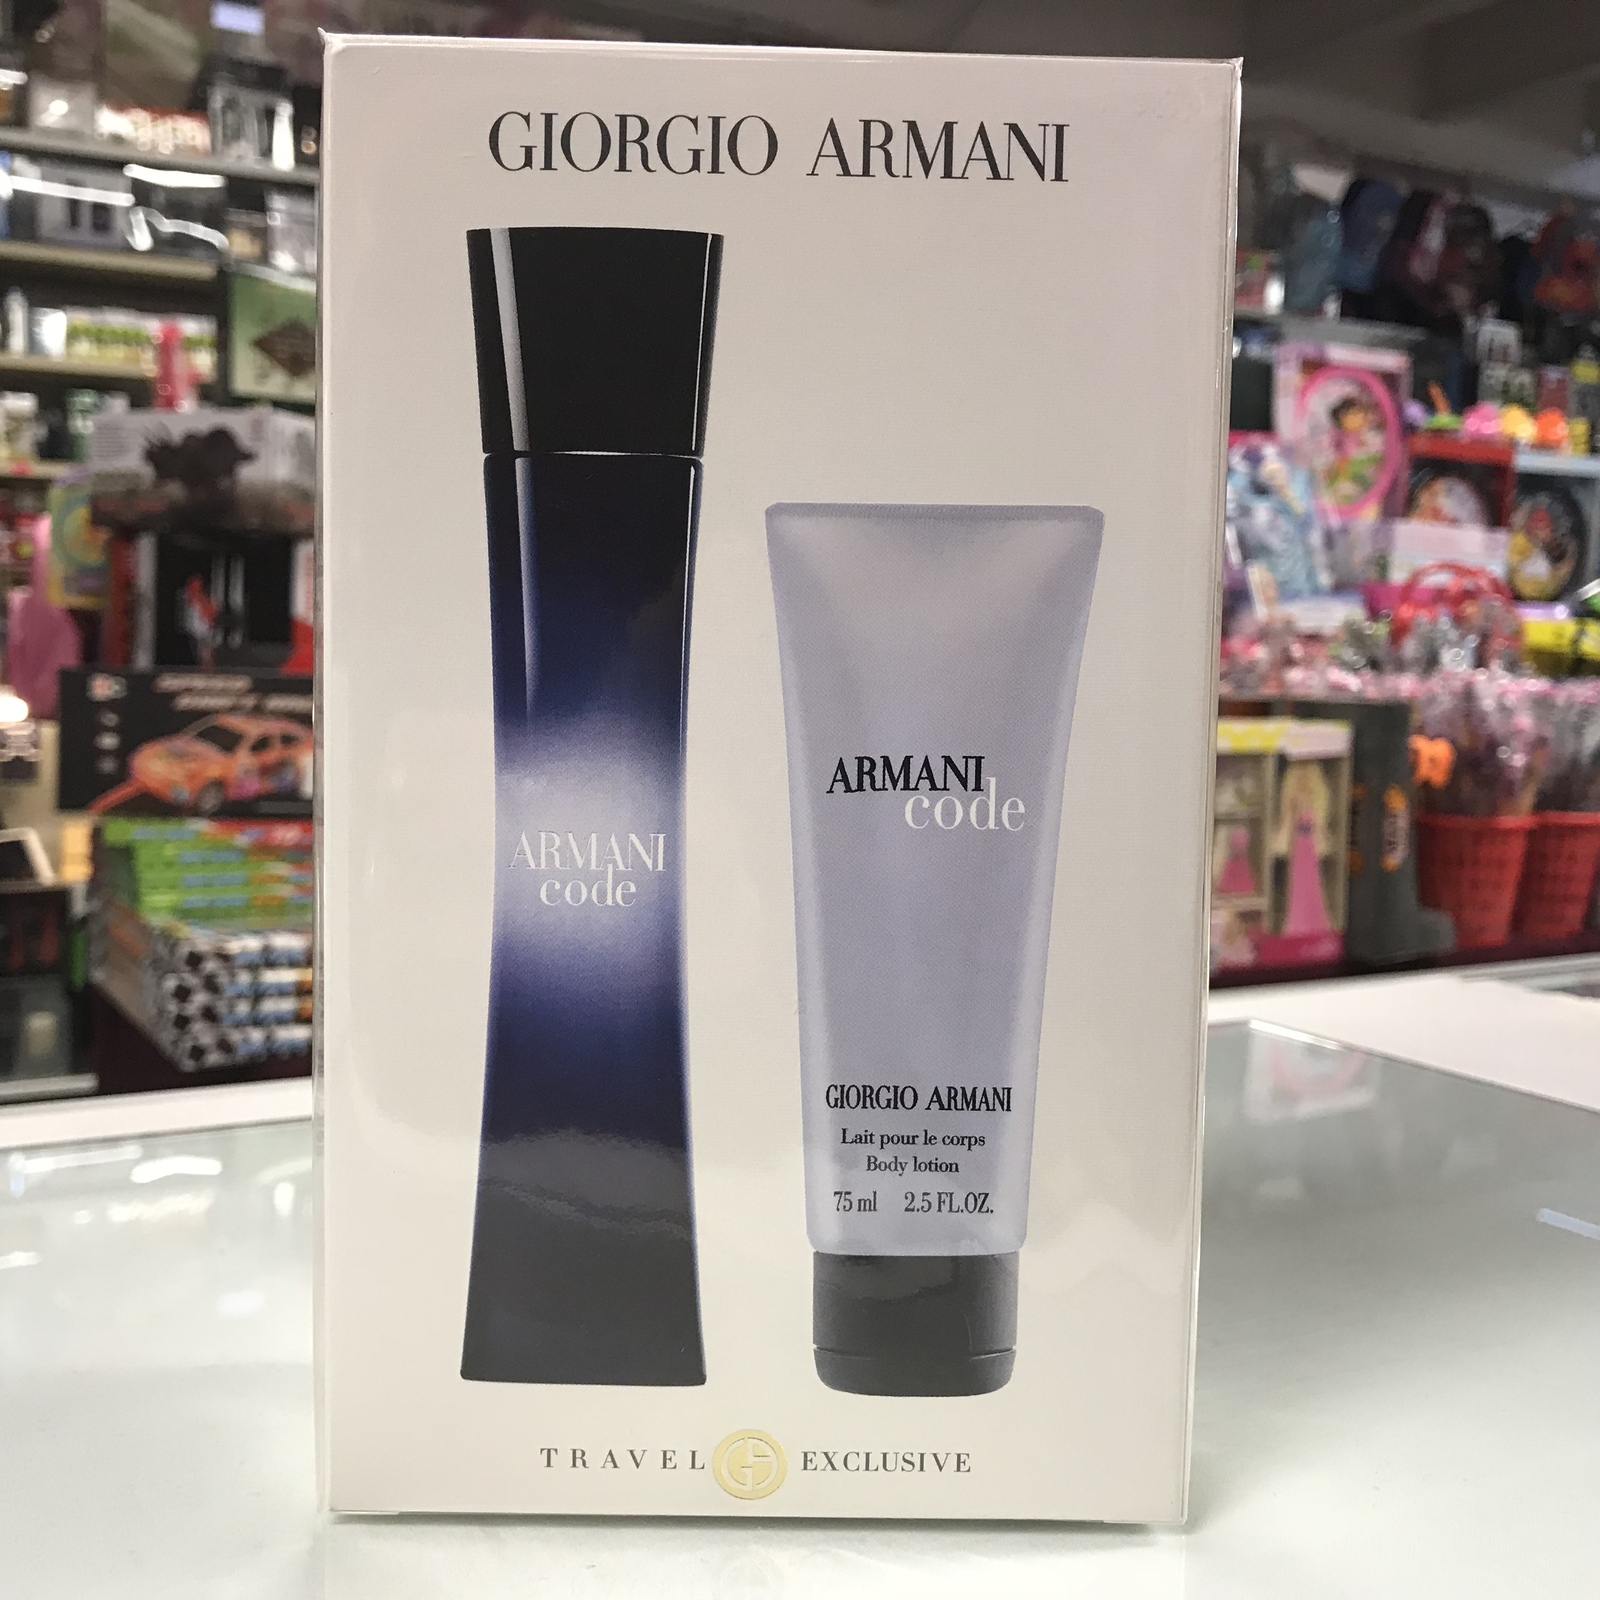 GIORGIO ARMANI
ARMANI
code
ARMANI
code
GIORGIO ARMANI
Lait pour le corps
Body lotion
75 ml 2.5 FL.OZ.
TRAVEL EXCLUSIVE